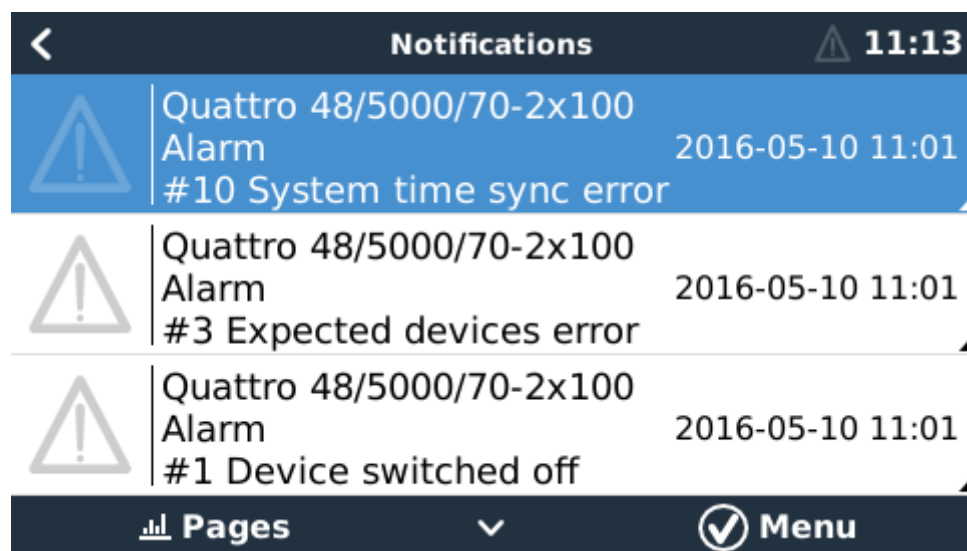 Notifications
11:13
Quattro 48/5000/70-2x100
Alarm
2016-05-10 11:01
#10 System time sync error
Quattro 48/5000/70-2x100
Alarm
2016-05-10 11:01
#3 Expected devices error
Quattro 48/5000/70-2x100
Alarm
2016-05-10 11:01
#1 Device switched off
Pages
Menu